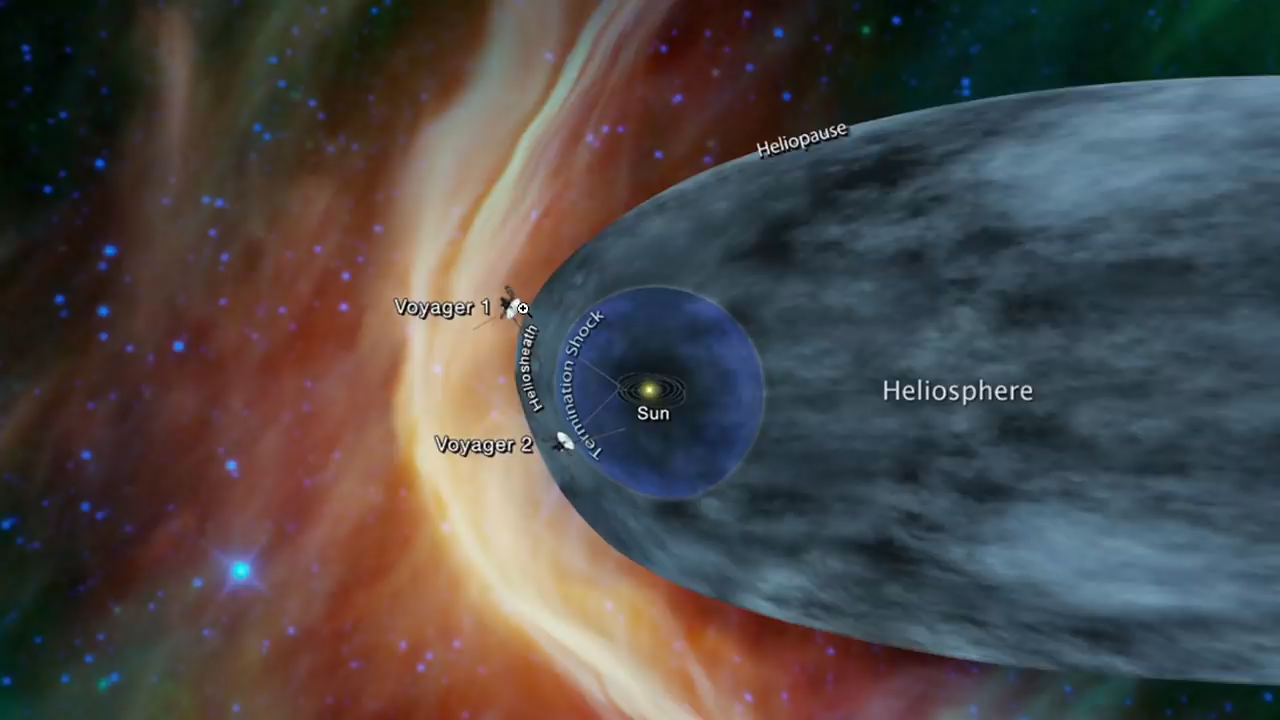 Heliopause
Voyager 1
Heliosheath
Termination Shock
Heliosphere
Sun
Voyager 2